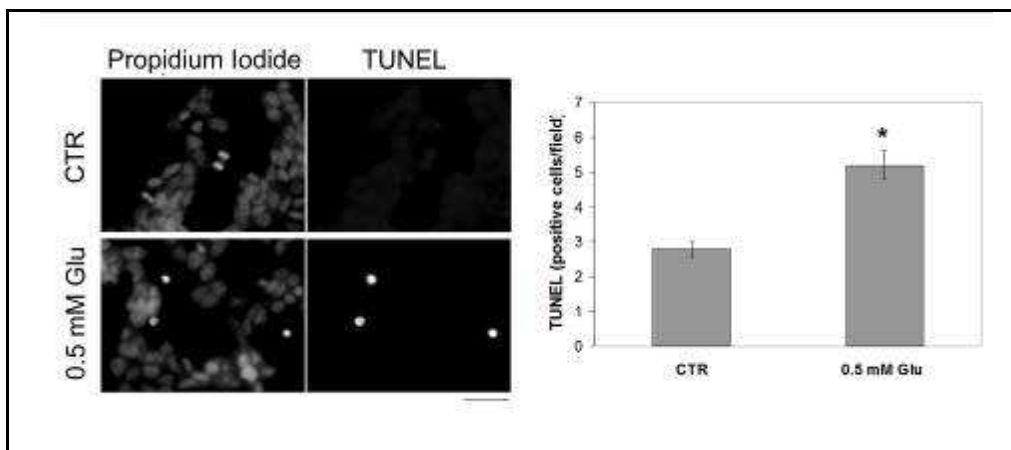 Propidium Iodide TUNEL
CTR
0.5 mM Glu
TUNEL (positive cells/field)
7
6
5
4
3
2
1
0
*
CTR 0.5 mM Glu